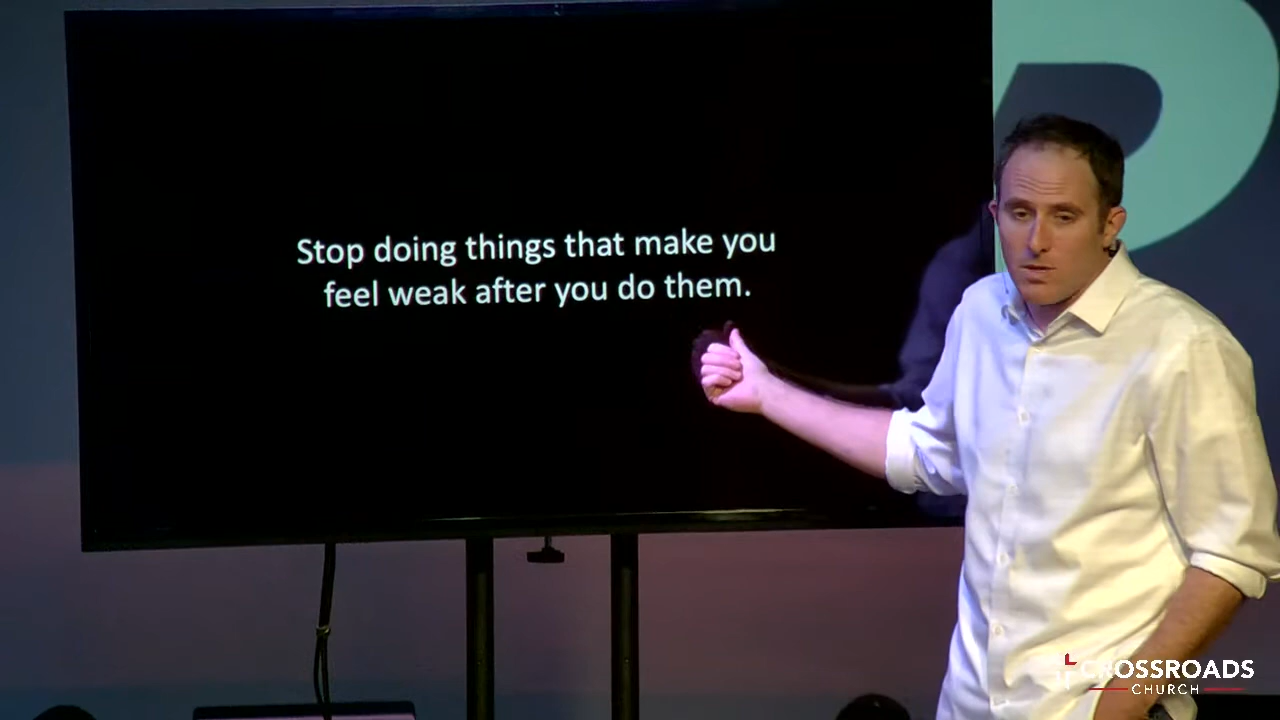 Stop doing things that make you
feel weak after you do them.
CROSSROADS
CHURCH